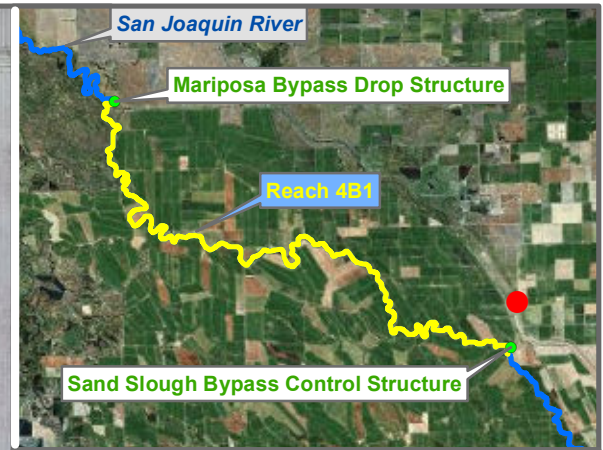 San Joaquin River
Mariposa Bypass Drop Structure
Reach 4B1
Sand Slough Bypass Control Structure